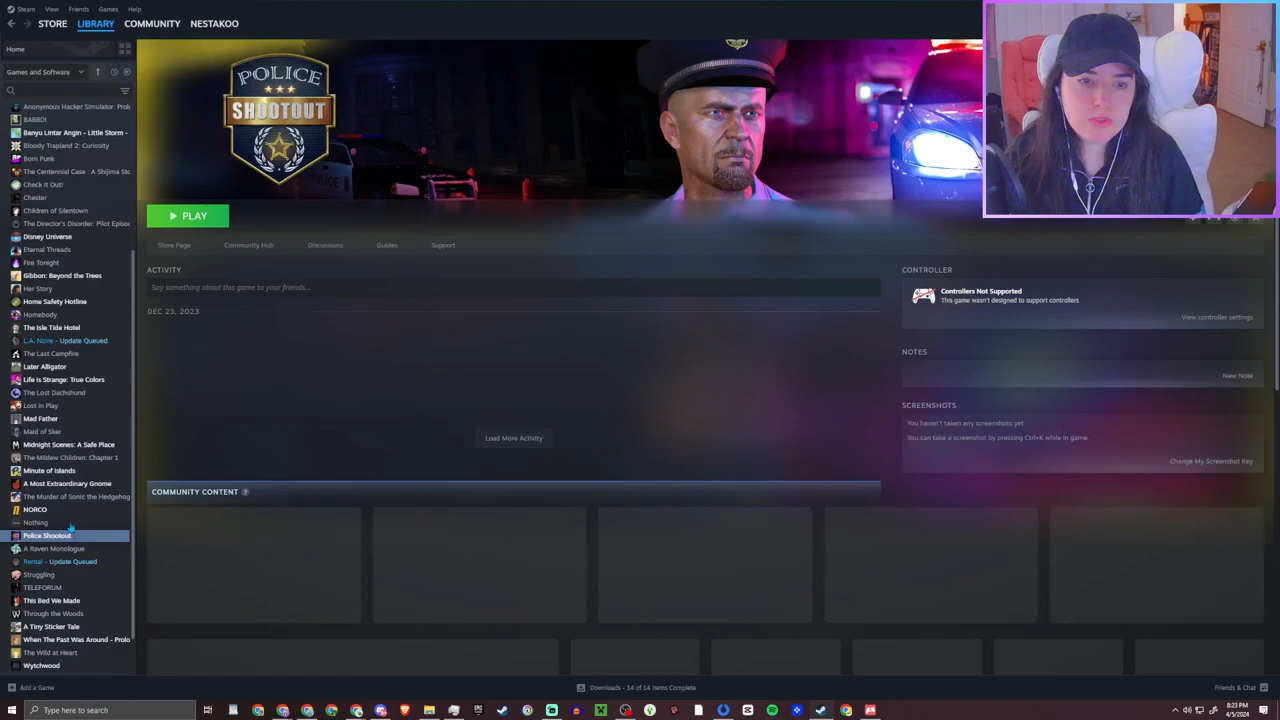 Steam View Friends Games Help
STORE LIBRARY COMMUNITY NESTAKOO
Home
Games and Software
Anonymous Hacker Simulator: Prolo
BABBDI
Banyu Lintar Angin - Little Storm -
Bloody Trapland 2: Curiosity
Born Punk
The Centennial Case : A Shijima Sto
Check It Out!
Chester
Children of Silentown
The Director's Disorder: Pilot Episod
Disney Universe
Eternal Threads
Fire Tonight
Gibbon: Beyond the Trees
Her Story
Home Safety Hotline
Homebody
The Isle Tide Hotel
L.A. Noire - Update Queued
The Last Campfire
Later Alligator
Life is Strange: True Colors
The Lost Dachshund
Lost in Play
Mad Father
Maid of Sker
Midnight Scenes: A Safe Place
The Mildew Children: Chapter 1
Minute of Islands
A Most Extraordinary Gnome
The Murder of Sonic the Hedgehog
NORCO
Nothing
Police Shootout
A Raven Monologue
Rental - Update Queued
Struggling
TELEFORUM
This Bed We Made
Through the Woods
A Tiny Sticker Tale
When The Past Was Around - Prolo
The Wild at Heart
Wytchwood
POLICE
SHOOTOUT
POLICE
PLAY
Store Page Community Hub Discussions Guides Support
ACTIVITY
Say something about this game to your friends...
DEC 23, 2023
Load More Activity
COMMUNITY CONTENT ?
CONTROLLER
Controllers Not Supported
This game wasn't designed to support controllers
View controller settings
NOTES
New Note
SCREENSHOTS
You haven't taken any screenshots yet
You can take a screenshot by pressing Ctrl+K while in game.
Change My Screenshot Key
Add a Game
Downloads - 14 of 14 Items Complete
Friends & Chat
Type here to search
8:23 PM
4/5/2024